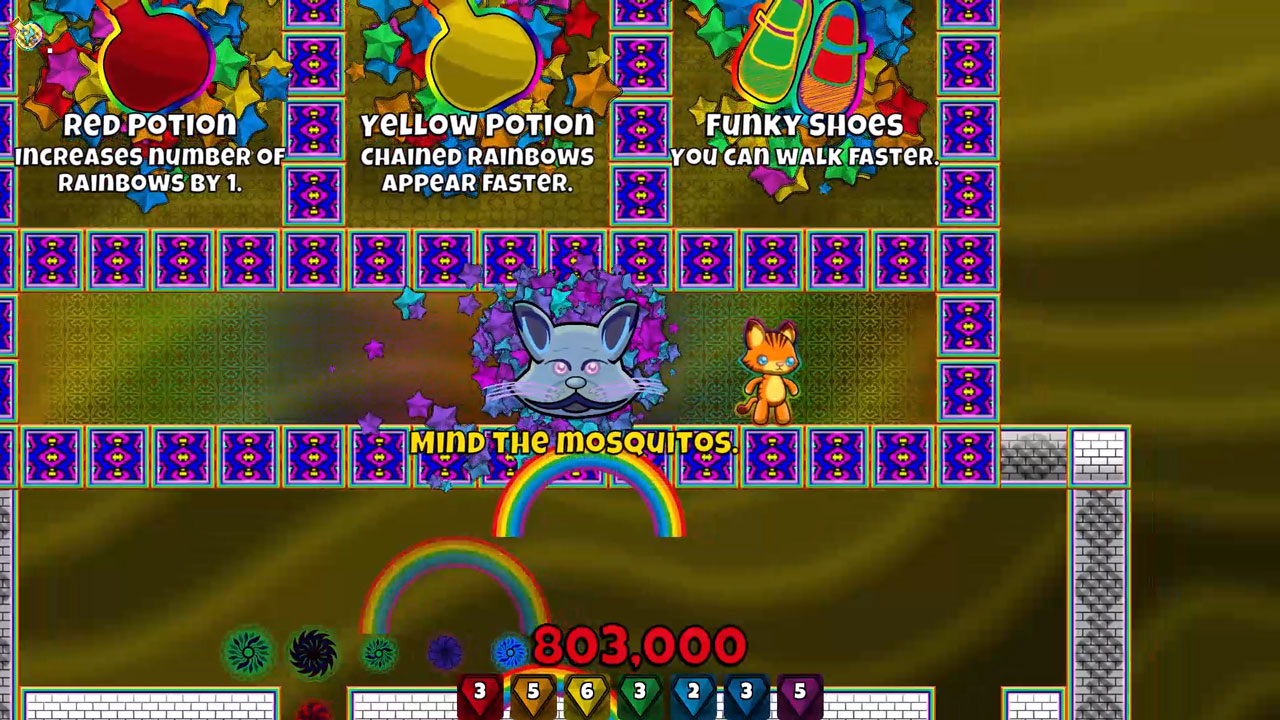 RED POTION
INCREASES NUMBER OF
RAINBOWS BY 1.
YELLOW POTION
CHAINED RAINBOWS
APPEAR FASTER.
FUNKY SHOES
YOU CAN WALK FASTER.
MIND THE MOSQUITOS.
803,000
3 5 6 3 2 3 5